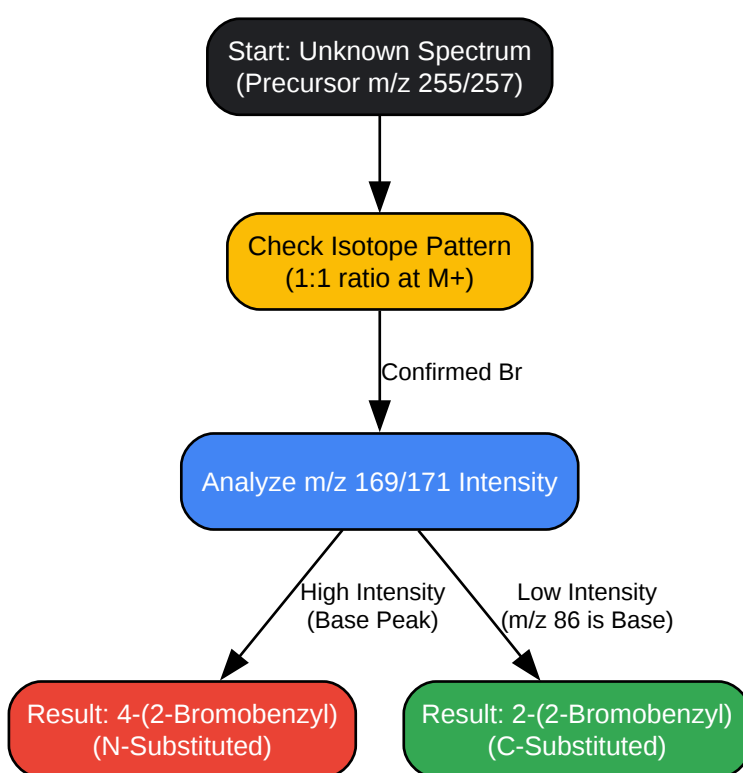 Start: Unknown Spectrum
(Precursor m/z 255/257)
Check Isotope Pattern
(1:1 ratio at M+)
Confirmed Br
Analyze m/z 169/171 Intensity
High Intensity
(Base Peak)
Low Intensity
(m/z 86 is Base)
Result: 4-(2-Bromobenzyl)
(N-Substituted)
Result: 2-(2-Bromobenzyl)
(C-Substituted)